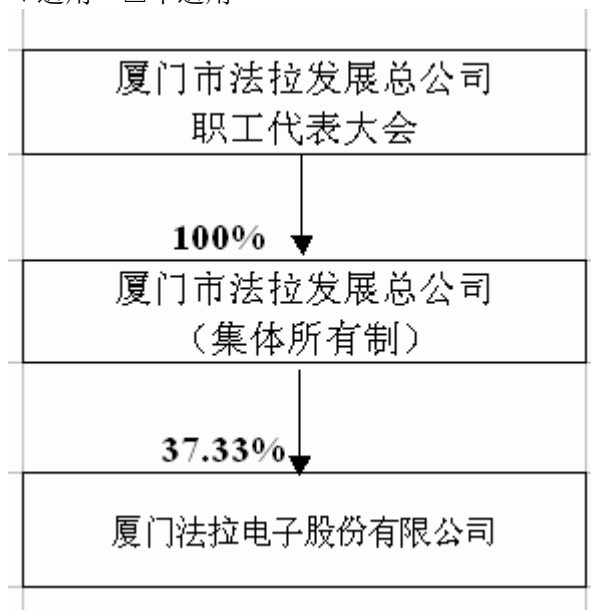 厦门市法拉发展总公司
职工代表大会
100%
厦门市法拉发展总公司
（集体所有制）
37.33%
厦门法拉电子股份有限公司